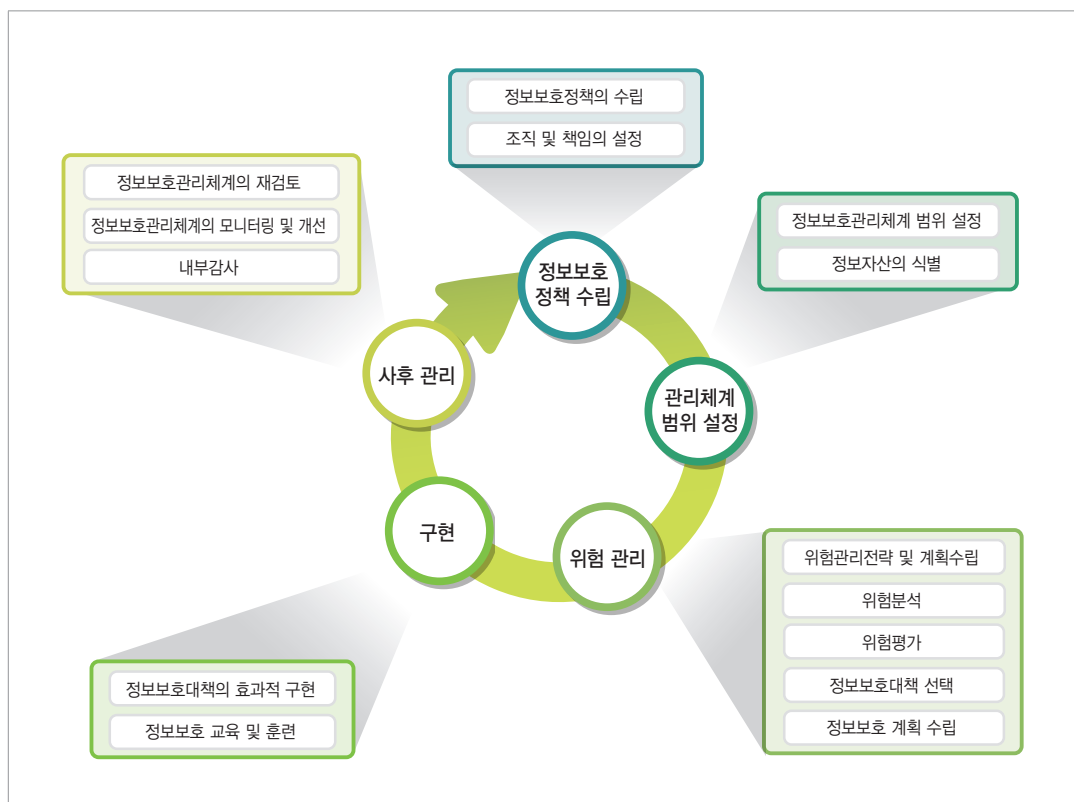 정보보호정책의 수립
조직 및 책임의 설정
정보보호관리체계의 재검토
정보보호관리체계의 모니터링 및 개선
내부감사
정보보호관리체계 범위 설정
정보자산의 식별
정보보호
정책 수립
관리체계
범위 설정
위험 관리
구현
사후 관리
위험관리전략 및 계획수립
위험분석
위험평가
정보보호대책 선택
정보보호 계획 수립
정보보호대책의 효과적 구현
정보보호 교육 및 훈련